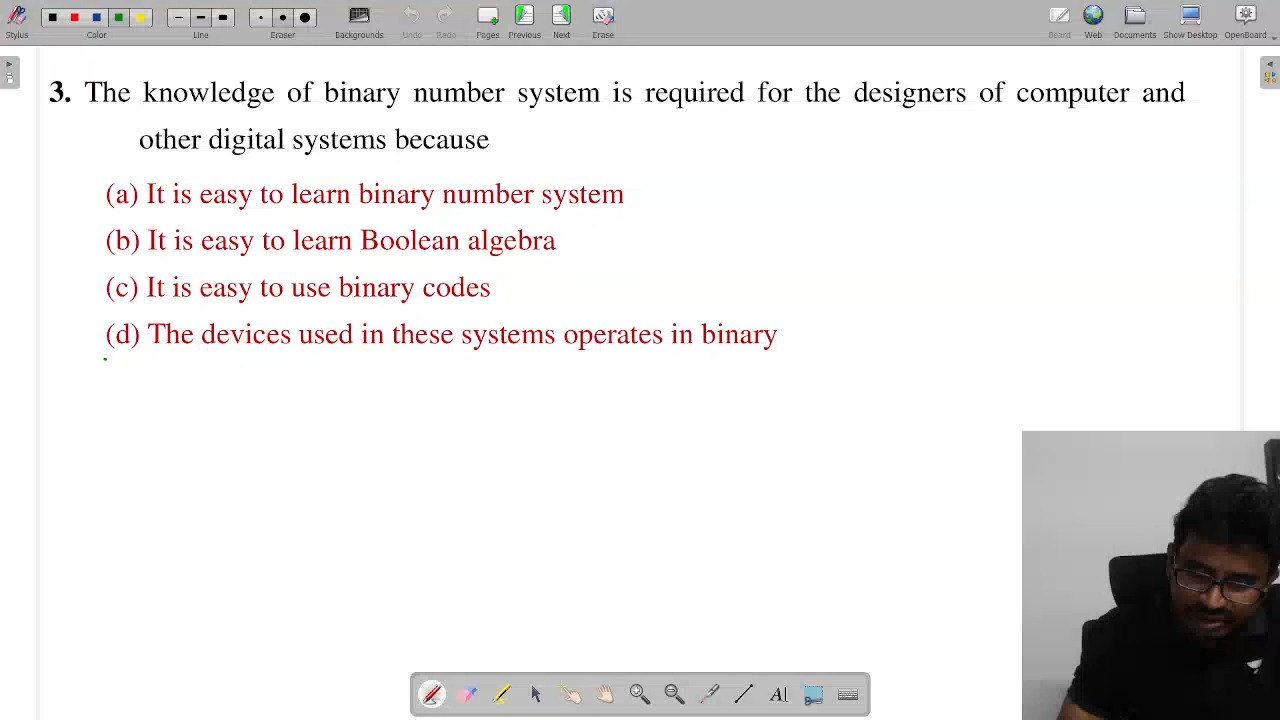 Stylus Color Line Eraser Backgrounds Undo Redo Pages Previous Next Erase Board Web Documents Show Desktop OpenBoard
3. The knowledge of binary number system is required for the designers of computer and
other digital systems because
(a) It is easy to learn binary number system
(b) It is easy to learn Boolean algebra
(c) It is easy to use binary codes
(d) The devices used in these systems operates in binary
AI